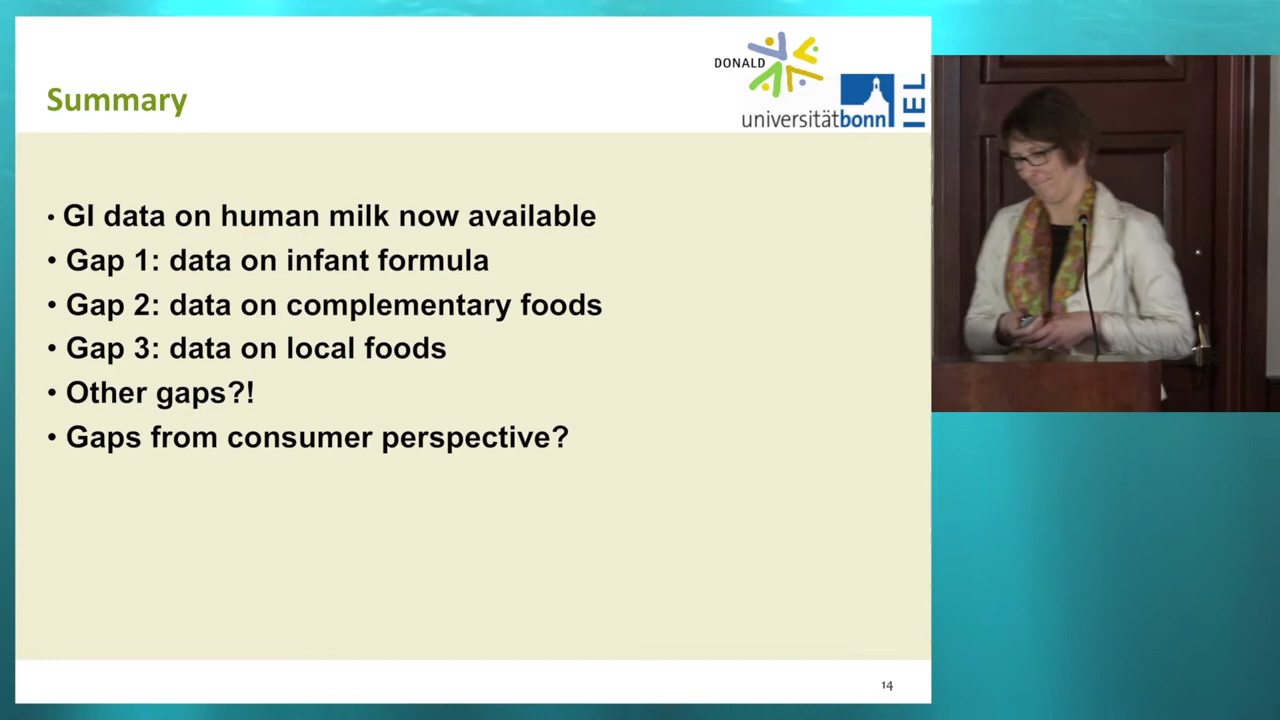 DONALD
Summary
universitätbonn
IEL
• GI data on human milk now available
• Gap 1: data on infant formula
• Gap 2: data on complementary foods
• Gap 3: data on local foods
• Other gaps?!
• Gaps from consumer perspective?
14